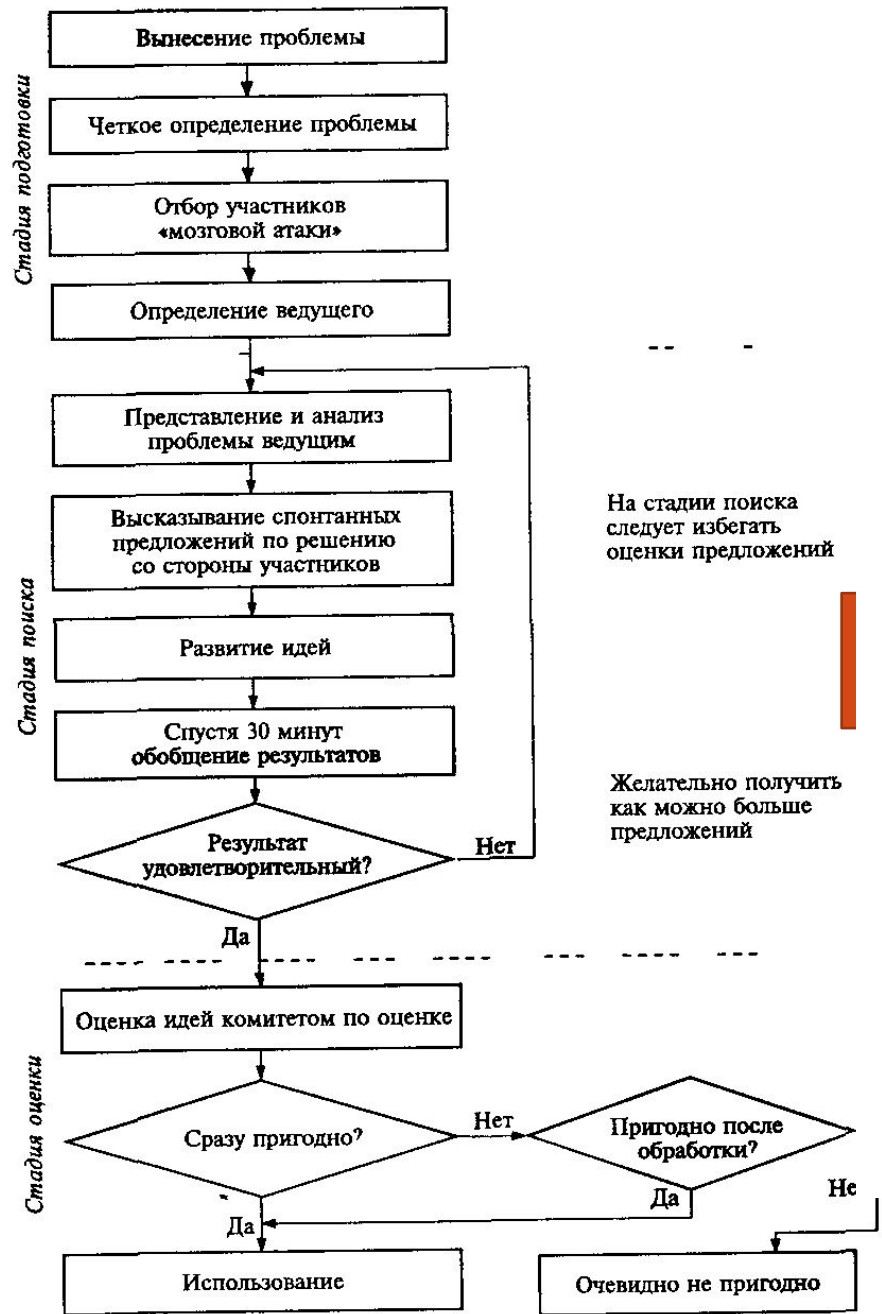 Вынесение проблемы
Стадия подготовки
Четкое определение проблемы
Отбор участников
«мозговой атаки»
Определение ведущего
Представление и анализ
проблемы ведущим
Стадия поиска
Высказывание спонтанных
предложений по решению
со стороны участников
На стадии поиска
следует избегать
оценки предложений
Развитие идей
Спустя 30 минут
обобщение результатов
Желательно получить
как можно больше
предложений
Результат
удовлетворительный?
Нет
Да
Стадия оценки
Оценка идей комитетом по оценке
Сразу пригодно?
Нет
Пригодно после
обработки?
Да
Да
Не
Использование
Очевидно не пригодно